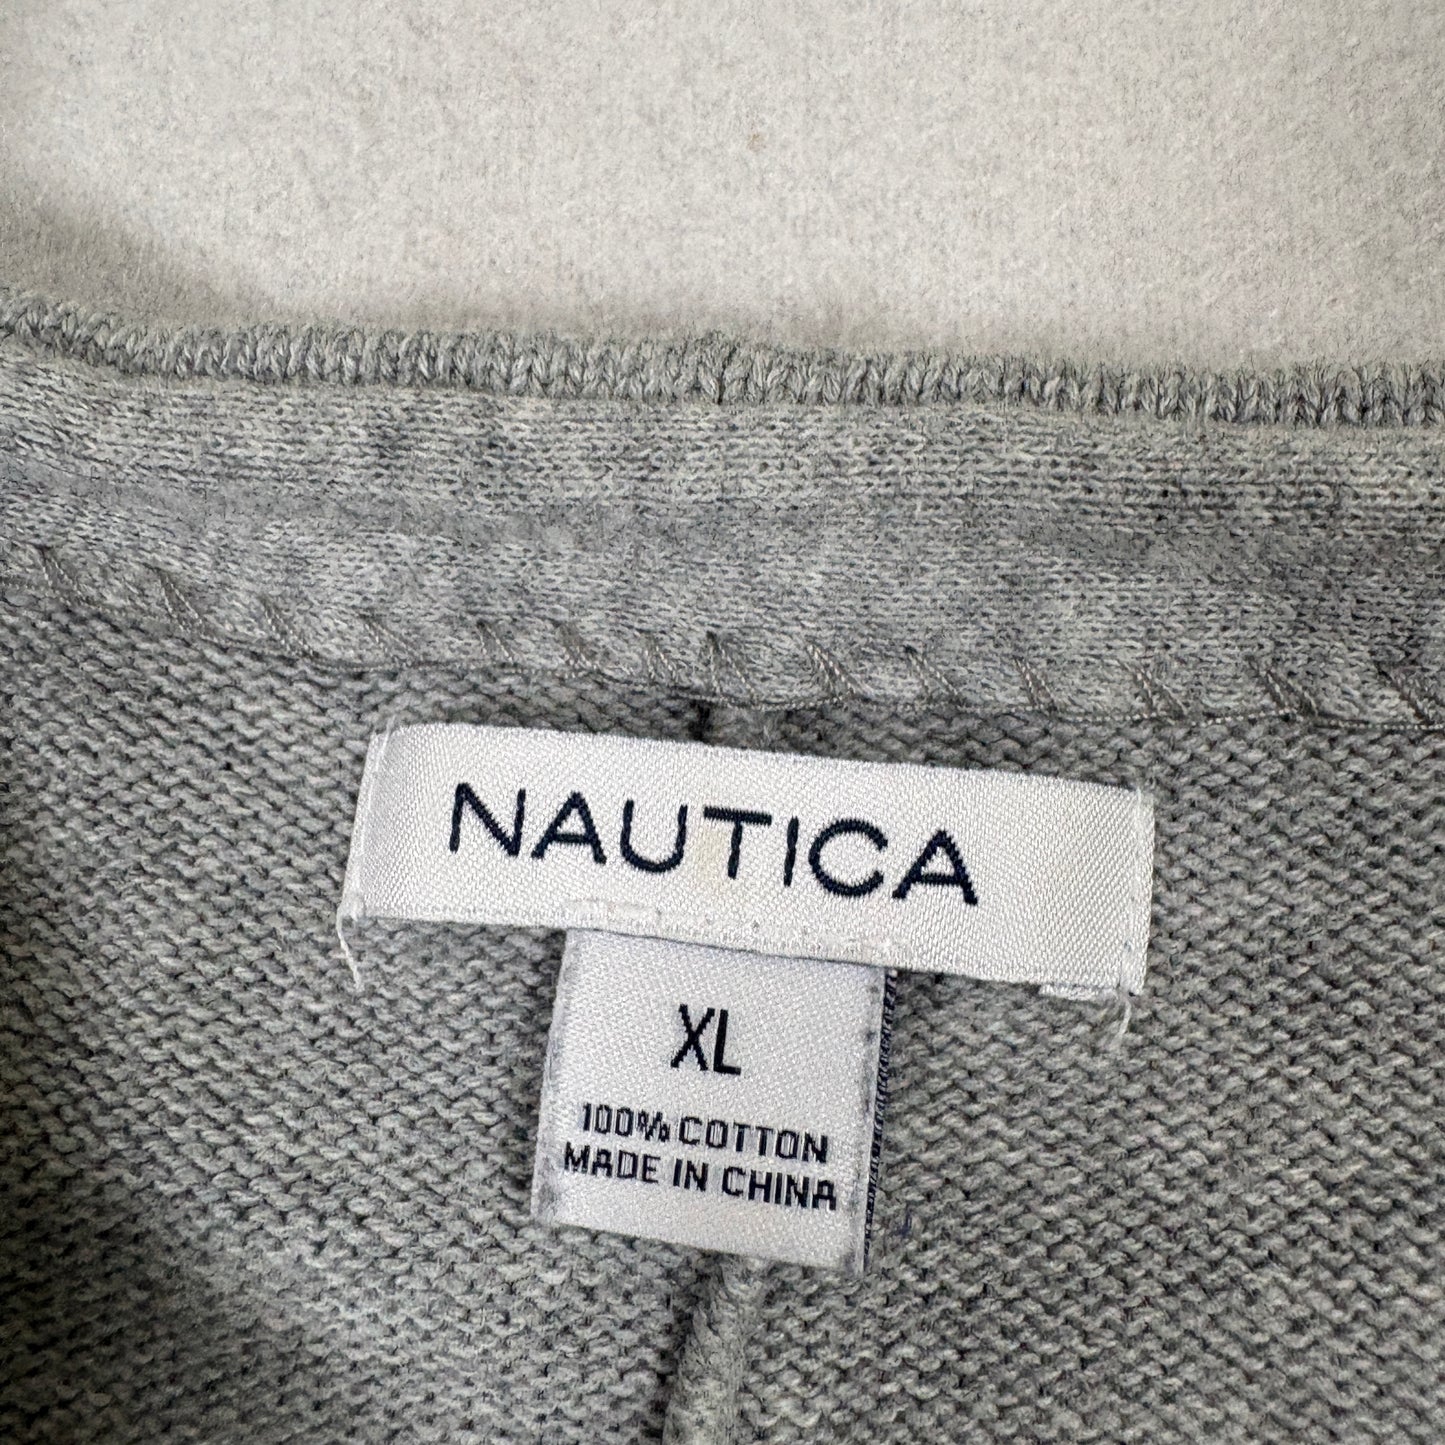 NAUTICA
XL
100% COTTON
MADE IN CHINA